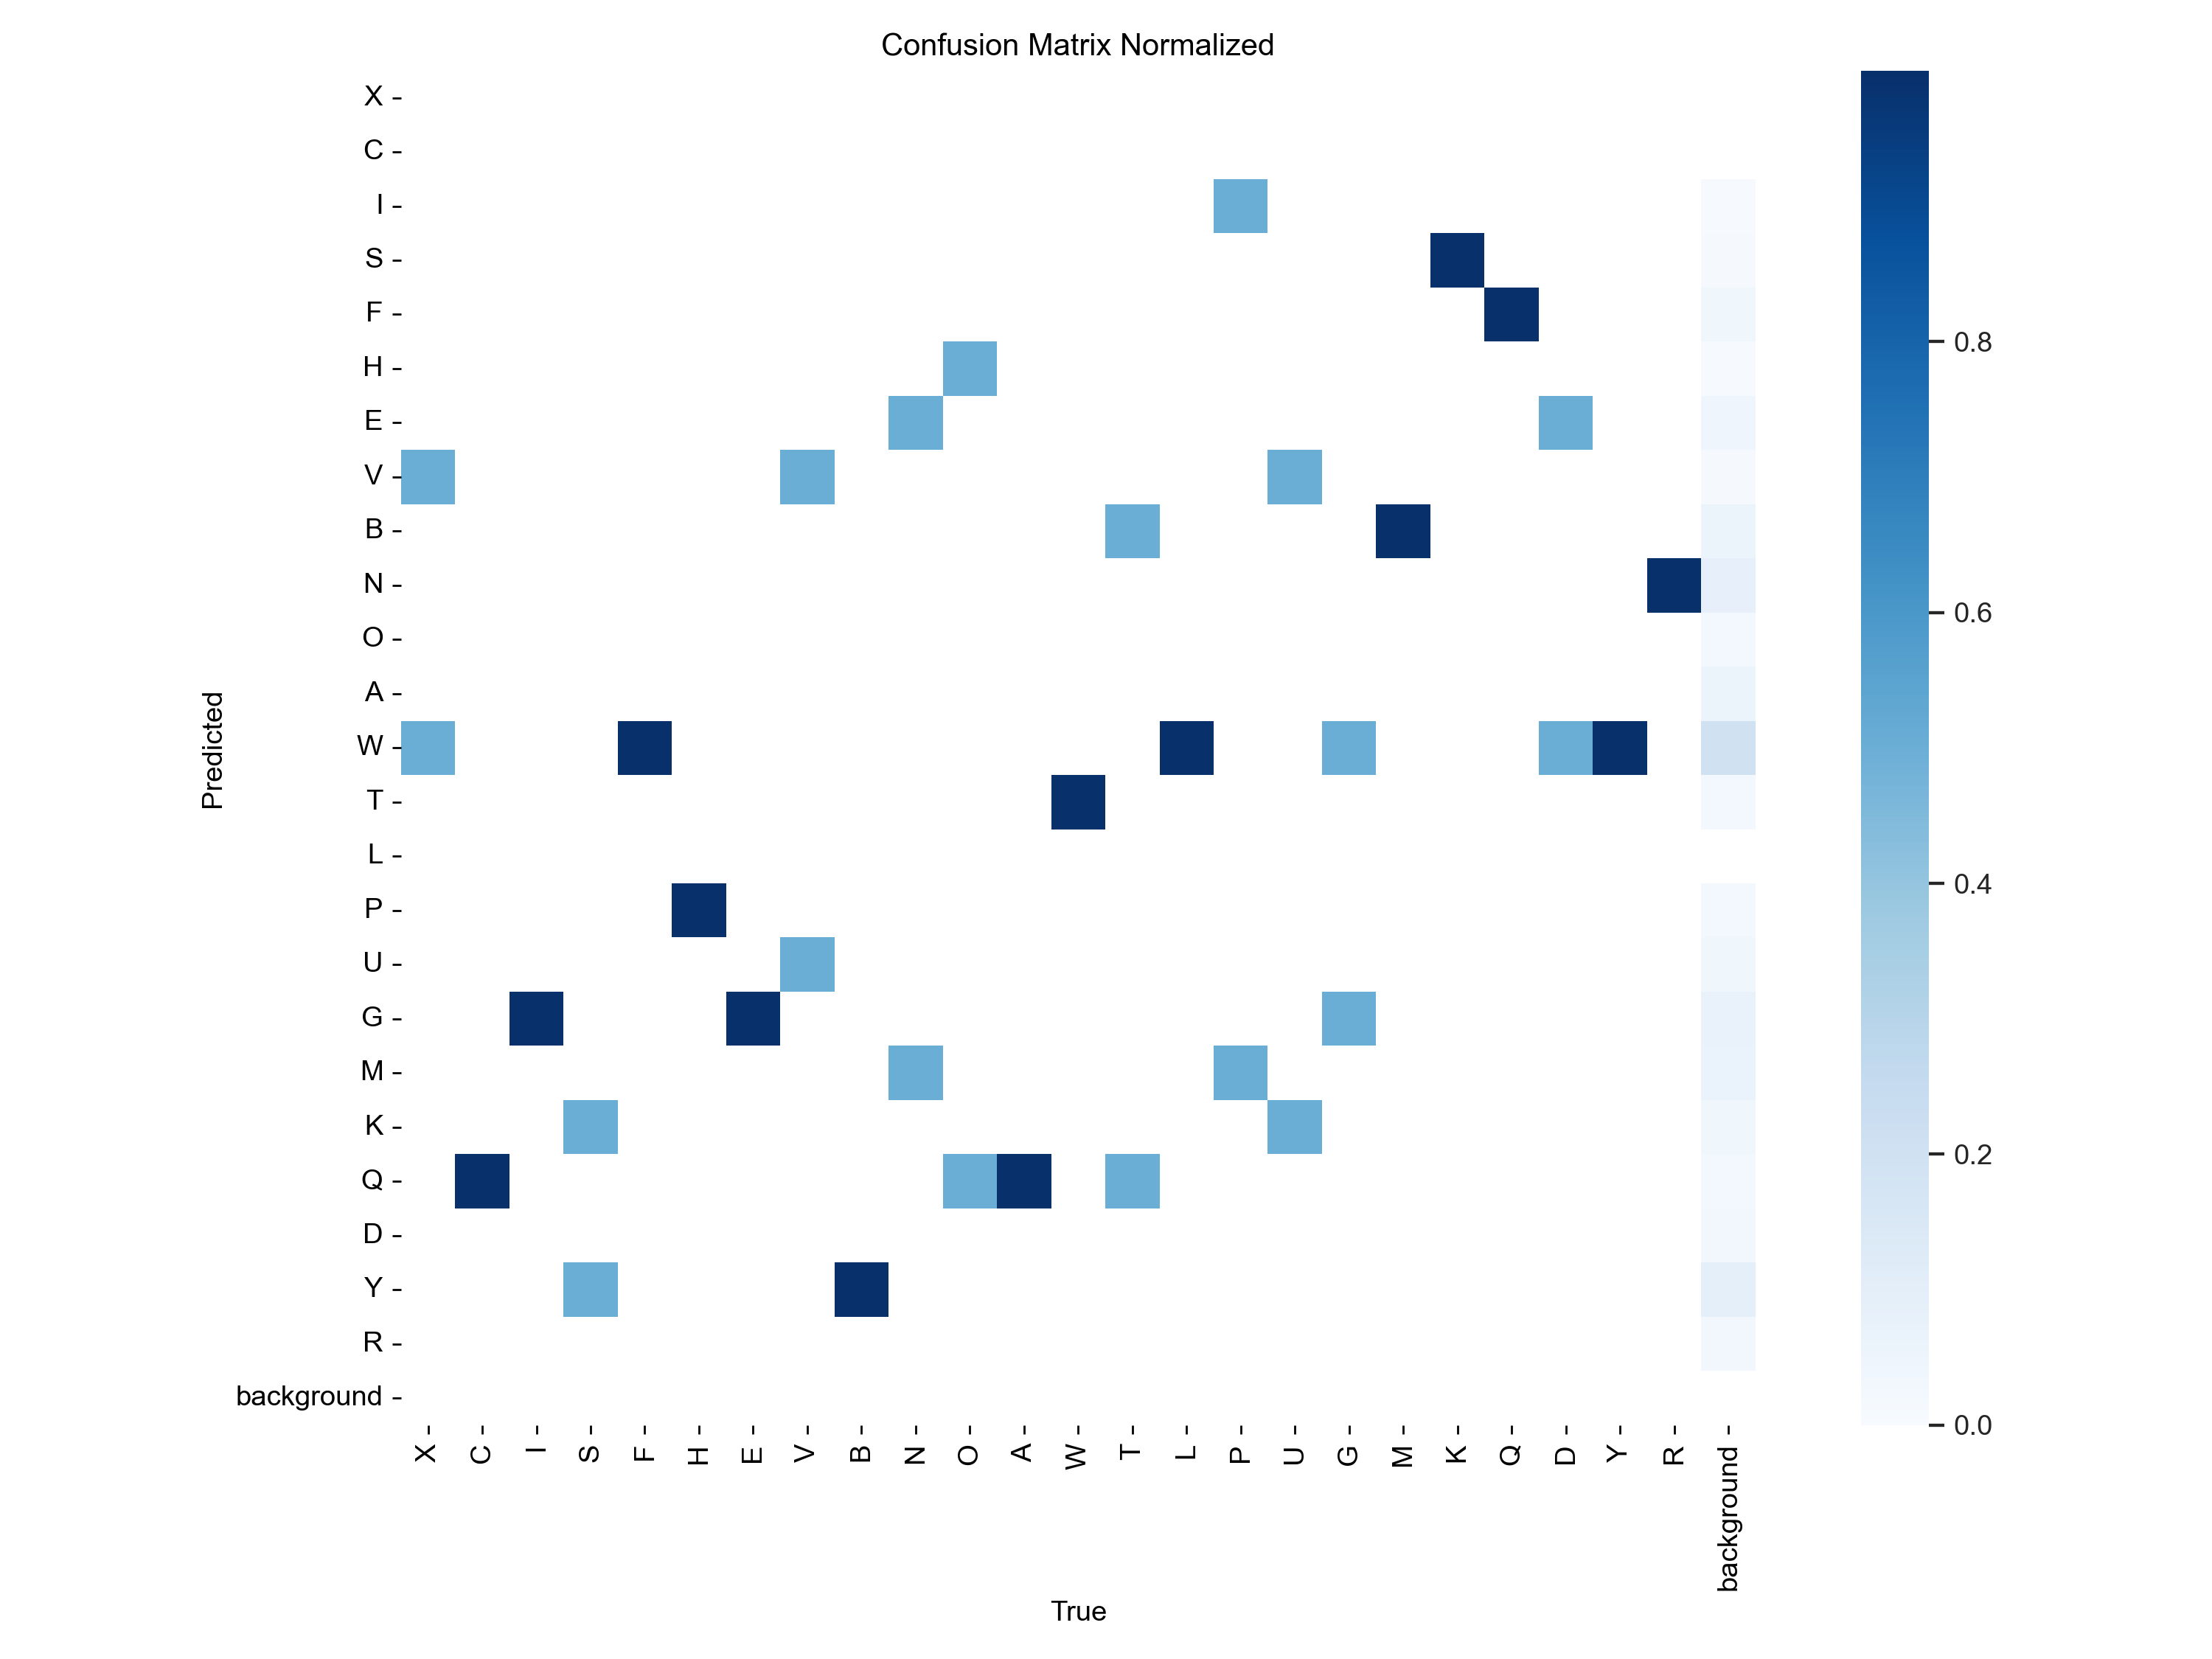 Confusion Matrix Normalized
X
C
I
S
F
H
E
V
B
N
O
A
W
T
L
P
U
G
M
K
Q
D
Y
R
background
Predicted
X C I S F H E V B N O A W T L P U G M K Q D Y R background
True
0.8
0.6
0.4
0.2
0.0